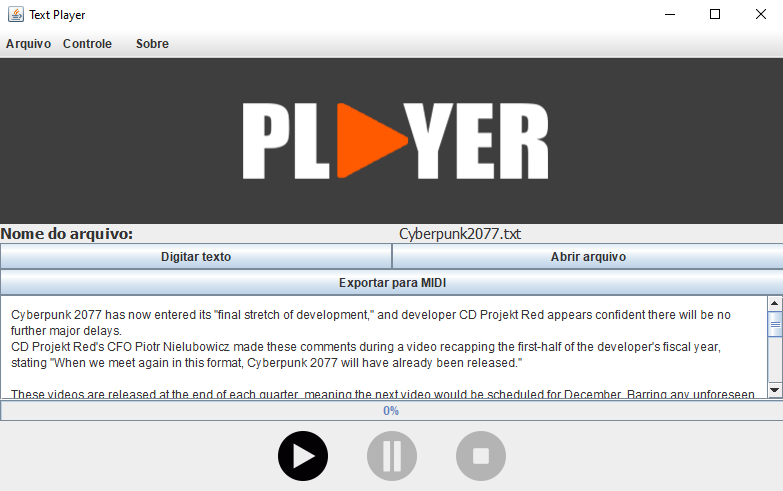 Text Player
Arquivo Controle Sobre
PLAYER
Nome do arquivo: Cyberpunk2077.txt
Digitar texto Abrir arquivo
Exportar para MIDI
Cyberpunk 2077 has now entered its "final stretch of development," and developer CD Projekt Red appears confident there will be no
further major delays.
CD Projekt Red's CFO Piotr Nielubowicz made these comments during a video recapping the first-half of the developer's fiscal year,
stating "When we meet again in this format, Cyberpunk 2077 will have already been released."
These videos are released at the end of each quarter, meaning the next video would be scheduled for December. Barring any unforeseen
0%